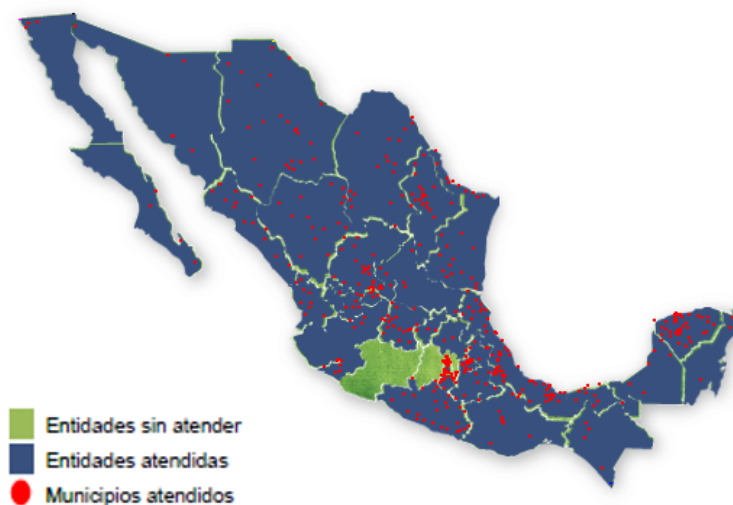 Entidades sin atender
Entidades atendidas
Municipios atendidos